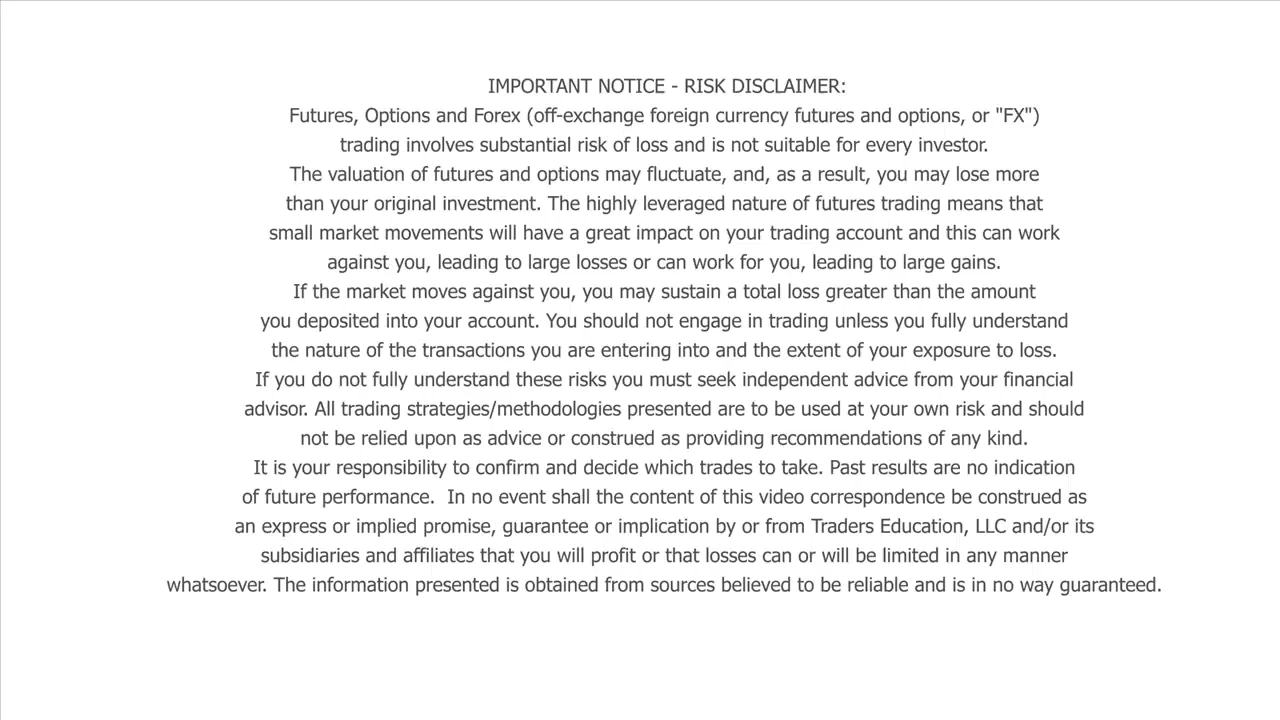 IMPORTANT NOTICE - RISK DISCLAIMER:
Futures, Options and Forex (off-exchange foreign currency futures and options, or "FX")
trading involves substantial risk of loss and is not suitable for every investor.
The valuation of futures and options may fluctuate, and, as a result, you may lose more
than your original investment. The highly leveraged nature of futures trading means that
small market movements will have a great impact on your trading account and this can work
against you, leading to large losses or can work for you, leading to large gains.
If the market moves against you, you may sustain a total loss greater than the amount
you deposited into your account. You should not engage in trading unless you fully understand
the nature of the transactions you are entering into and the extent of your exposure to loss.
If you do not fully understand these risks you must seek independent advice from your financial
advisor. All trading strategies/methodologies presented are to be used at your own risk and should
not be relied upon as advice or construed as providing recommendations of any kind.
It is your responsibility to confirm and decide which trades to take. Past results are no indication
of future performance.  In no event shall the content of this video correspondence be construed as
an express or implied promise, guarantee or implication by or from Traders Education, LLC and/or its
subsidiaries and affiliates that you will profit or that losses can or will be limited in any manner
whatsoever. The information presented is obtained from sources believed to be reliable and is in no way guaranteed.